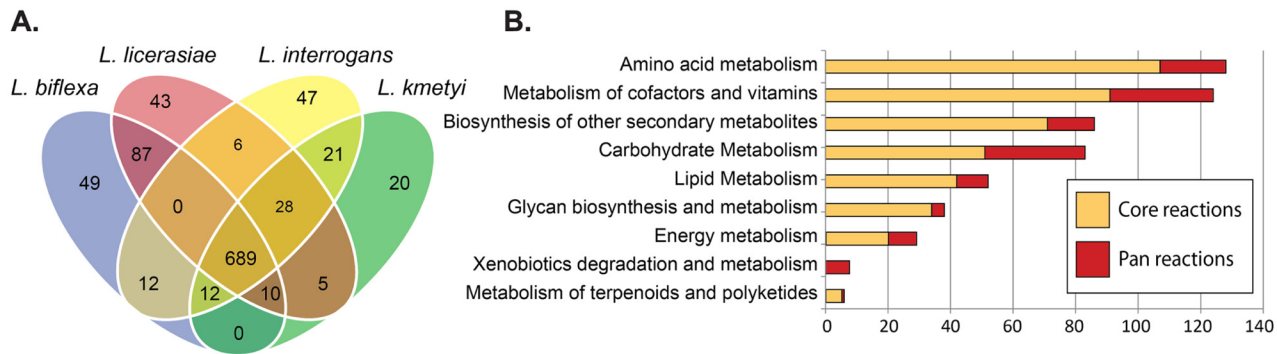 A.
L. licerasiae
L. interrogans
L. biflexa
L. kmetyi
43
47
87
6
21
49
20
0
28
689
12
12
10
5
0
B.
Amino acid metabolism
Metabolism of cofactors and vitamins
Biosynthesis of other secondary metabolites
Carbohydrate Metabolism
Lipid Metabolism
Glycan biosynthesis and metabolism
Energy metabolism
Xenobiotics degradation and metabolism
Metabolism of terpenoids and polyketides
Core reactions
Pan reactions
0 20 40 60 80 100 120 140